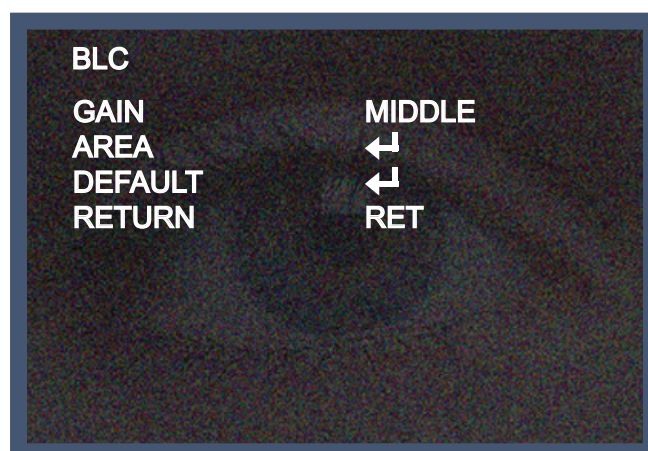 BLC
GAIN MIDDLE
AREA ↵
DEFAULT ↵
RETURN RET